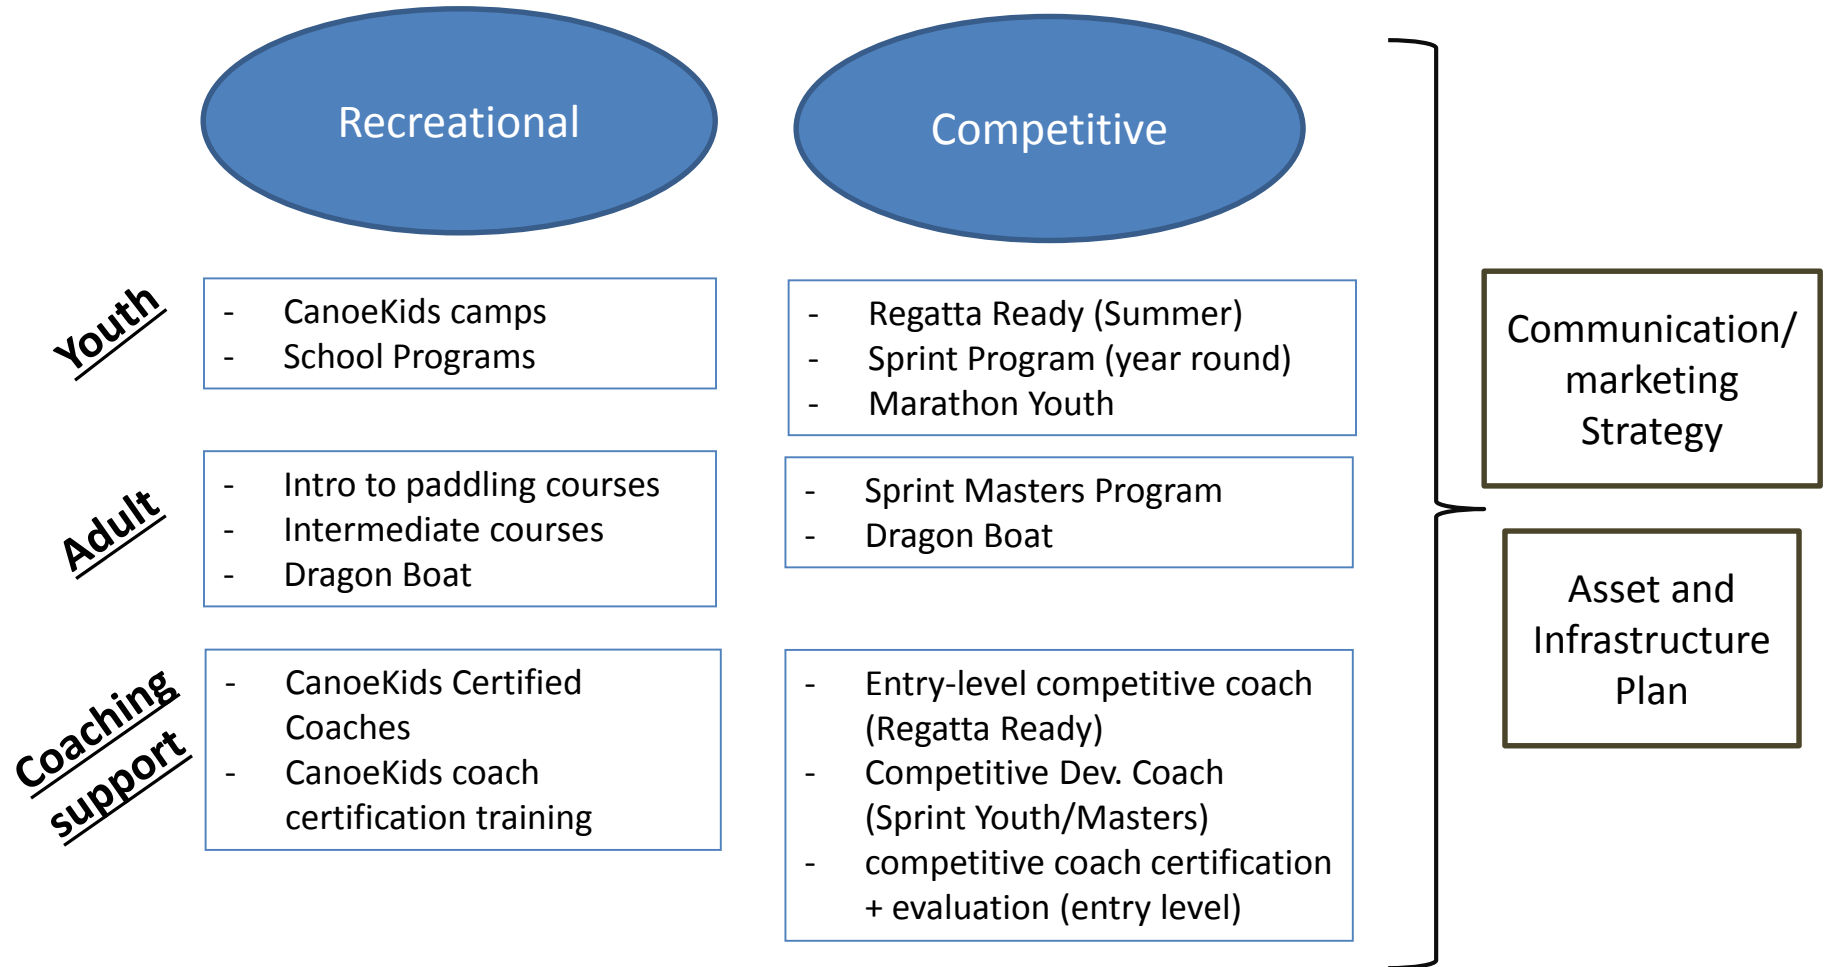 Recreational
Competitive
Youth
- CanoeKids camps
- School Programs
- Regatta Ready (Summer)
- Sprint Program (year round)
- Marathon Youth
Adult
- Intro to paddling courses
- Intermediate courses
- Dragon Boat
- Sprint Masters Program
- Dragon Boat
Coaching
support
- CanoeKids Certified
Coaches
- CanoeKids coach
certification training
- Entry-level competitive coach
(Regatta Ready)
- Competitive Dev. Coach
(Sprint Youth/Masters)
- competitive coach certification
+ evaluation (entry level)
Communication/
marketing
Strategy
Asset and
Infrastructure
Plan